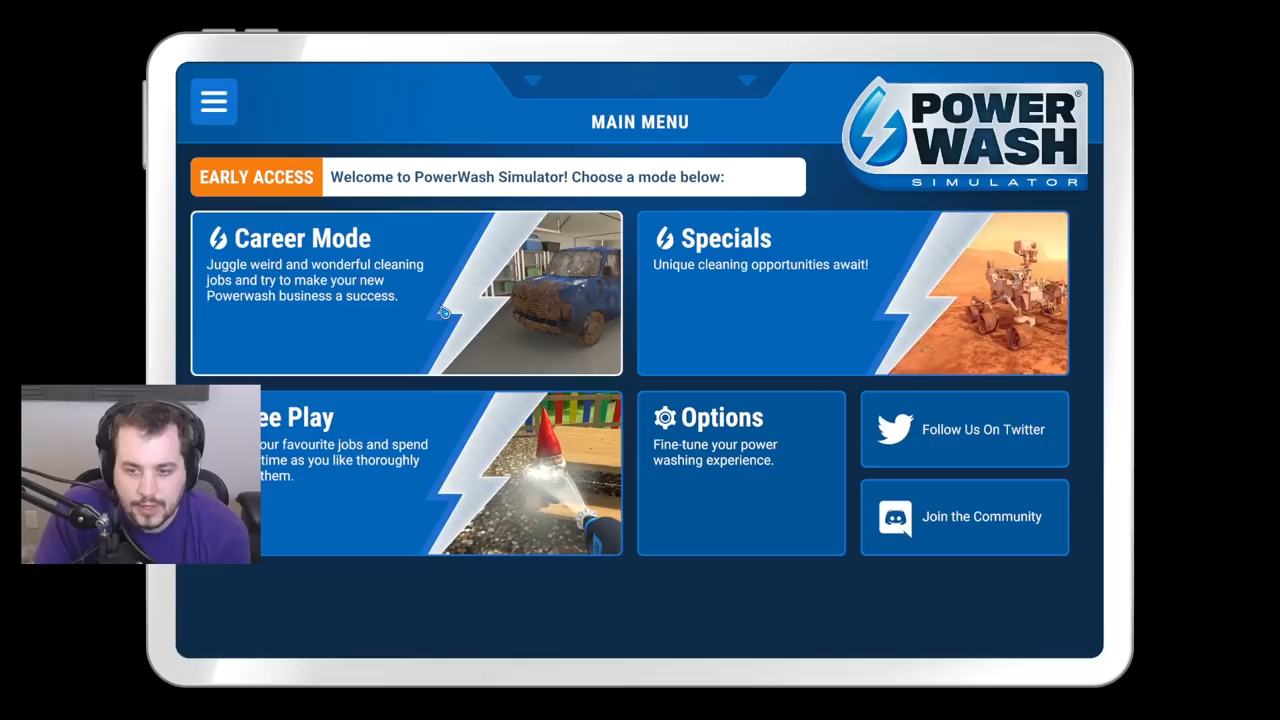 MAIN MENU
POWER
WASH
SIMULATOR
EARLY ACCESS
Welcome to PowerWash Simulator! Choose a mode below:
Career Mode
Juggle weird and wonderful cleaning
jobs and try to make your new
Powerwash business a success.
Specials
Unique cleaning opportunities await!
ee Play
our favourite jobs and spend
time as you like thoroughly
them.
Options
Fine-tune your power
washing experience.
Follow Us On Twitter
Join the Community